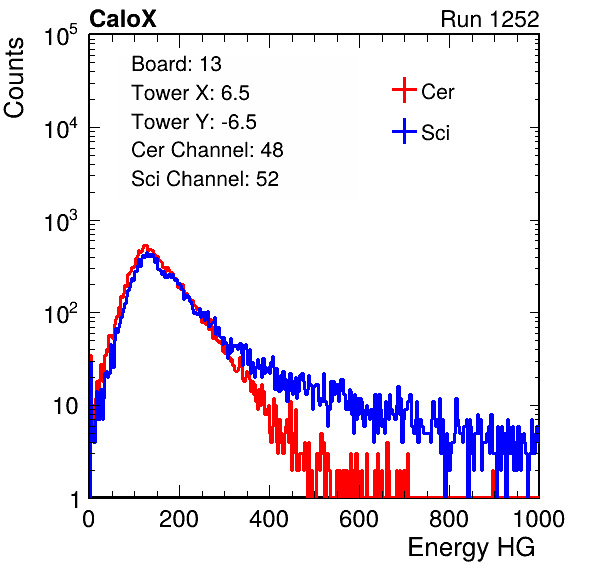 CaloX Run 1252
Counts
Board: 13
Tower X: 6.5
Tower Y: -6.5
Cer Channel: 48
Sci Channel: 52
Cer
Sci
10^5
10^4
10^3
10^2
10
1
0 200 400 600 800 1000
Energy HG